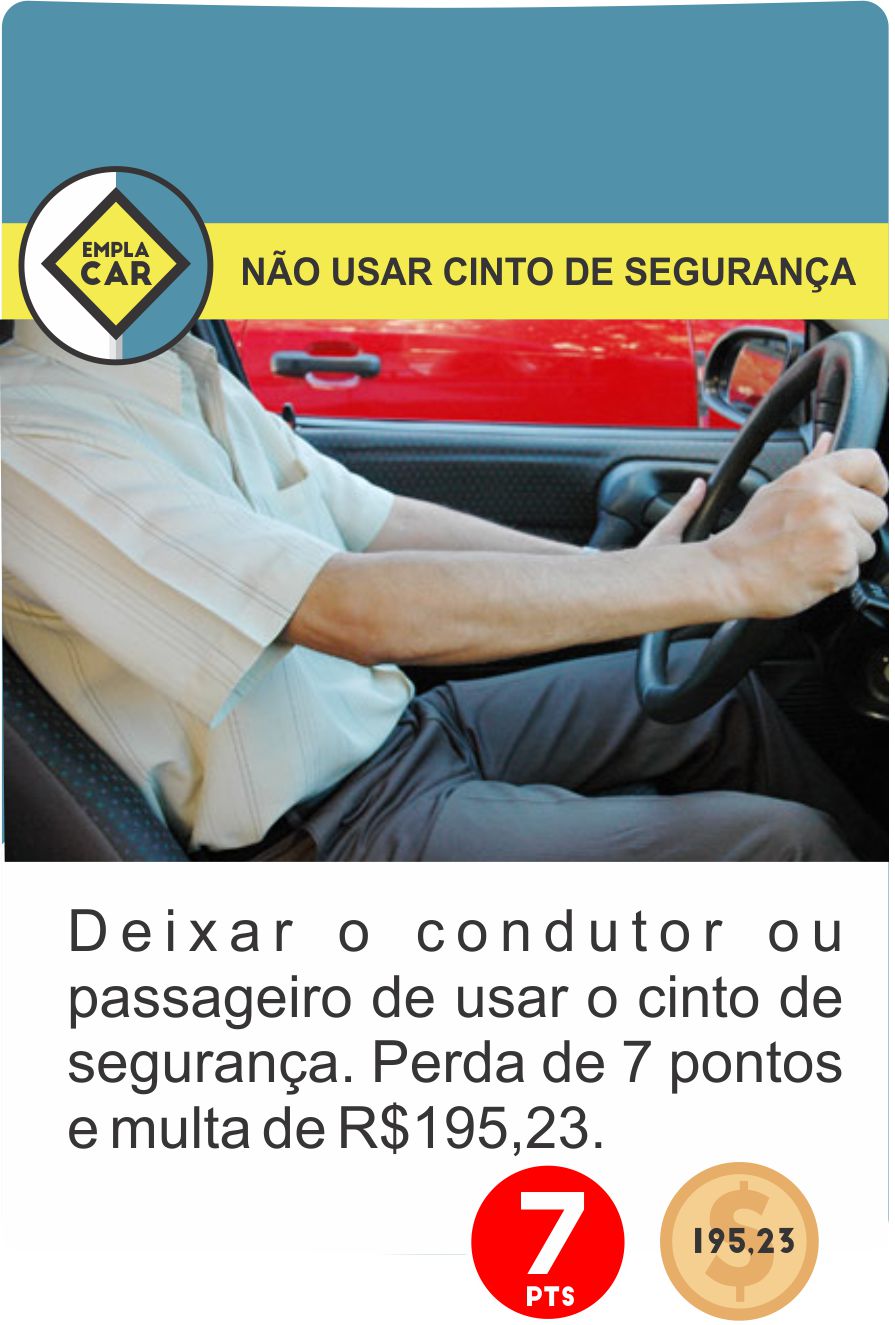 EMPLA
CAR
NÃO USAR CINTO DE SEGURANÇA
Deixar o condutor ou
passageiro de usar o cinto de
segurança. Perda de 7 pontos
e multa de R$195,23.
7
PTS
$
195,23